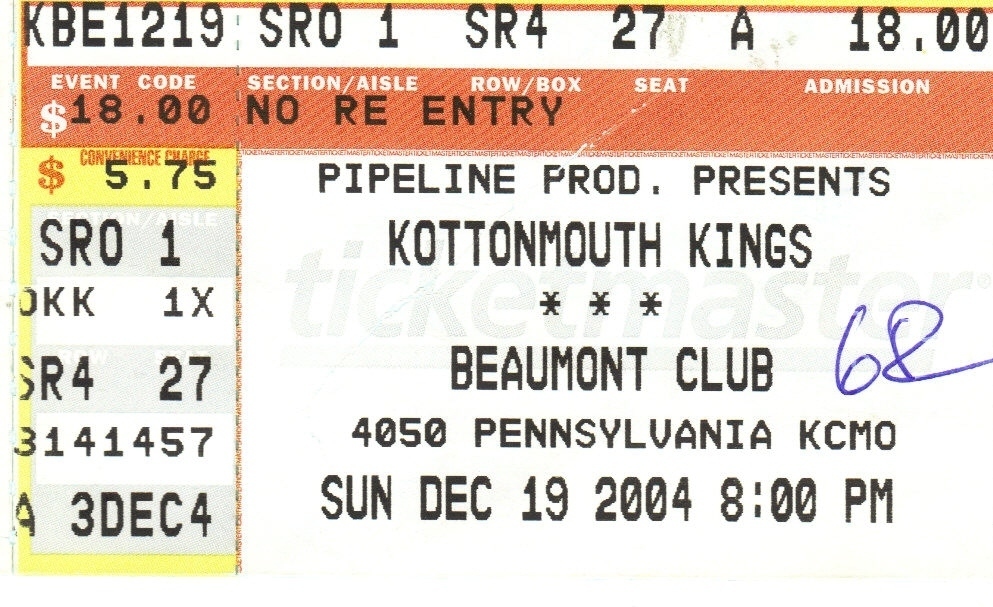 KBE1219 SRO 1 SR4 27 A 18.00
EVENT CODE SECTION/AISLE ROW/BOX SEAT ADMISSION
$18.00 NO RE ENTRY
CONVENIENCE CHARGE
$ 5.75
PIPELINE PROD. PRESENTS
SECTION/AISLE
SRO 1
KOTTONMOUTH KINGS
ticketmaster®
1X
* * *
SR4 27
BEAUMONT CLUB
68
3141457
4050 PENNSYLVANIA KCMO
A 3DEC4
SUN DEC 19 2004 8:00 PM